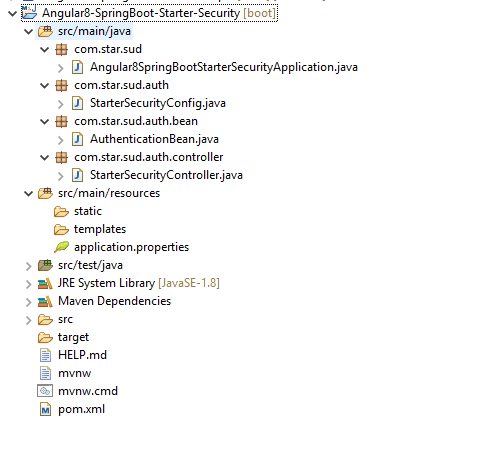 Angular8-SpringBoot-Starter-Security [boot]
src/main/java
com.star.sud
Angular8SpringBootStarterSecurityApplication.java
com.star.sud.auth
StarterSecurityConfig.java
com.star.sud.auth.bean
AuthenticationBean.java
com.star.sud.auth.controller
StarterSecurityController.java
src/main/resources
static
templates
application.properties
src/test/java
JRE System Library [JavaSE-1.8]
Maven Dependencies
src
target
HELP.md
mvnw
mvnw.cmd
pom.xml